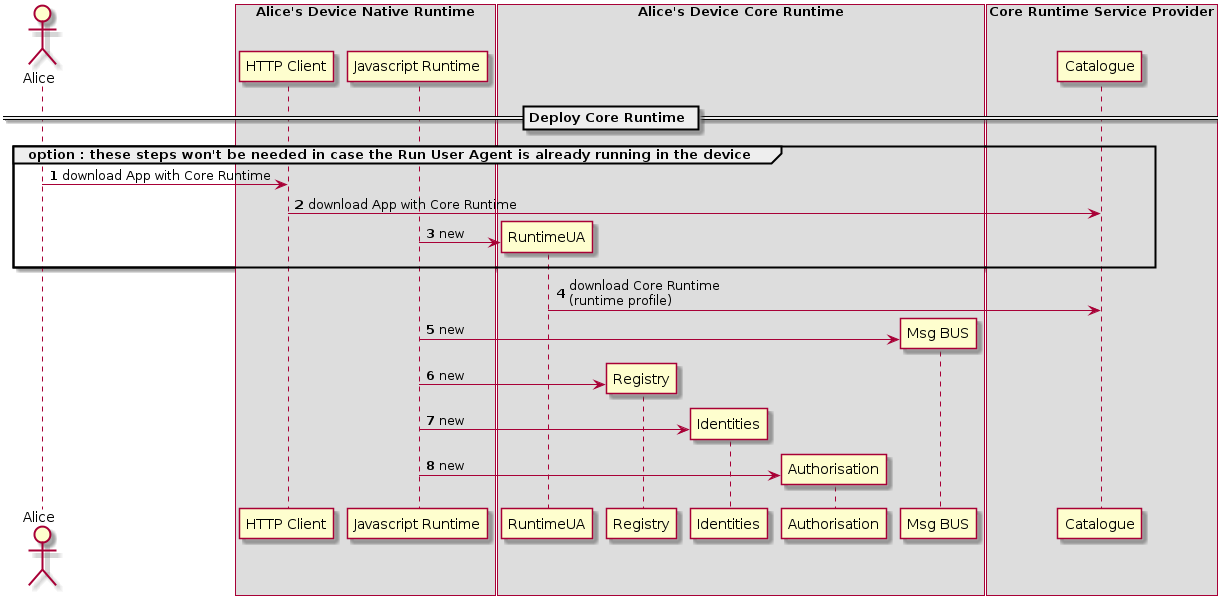 Alice's Device Native Runtime
Alice's Device Core Runtime
Core Runtime Service Provider
Alice
HTTP Client
Javascript Runtime
Catalogue
Deploy Core Runtime
option : these steps won't be needed in case the Run User Agent is already running in the device
1 download App with Core Runtime
2 download App with Core Runtime
3 new
RuntimeUA
4 download Core Runtime
(runtime profile)
5 new
Msg BUS
6 new
Registry
7 new
Identities
8 new
Authorisation
Alice
HTTP Client
Javascript Runtime
RuntimeUA
Registry
Identities
Authorisation
Msg BUS
Catalogue